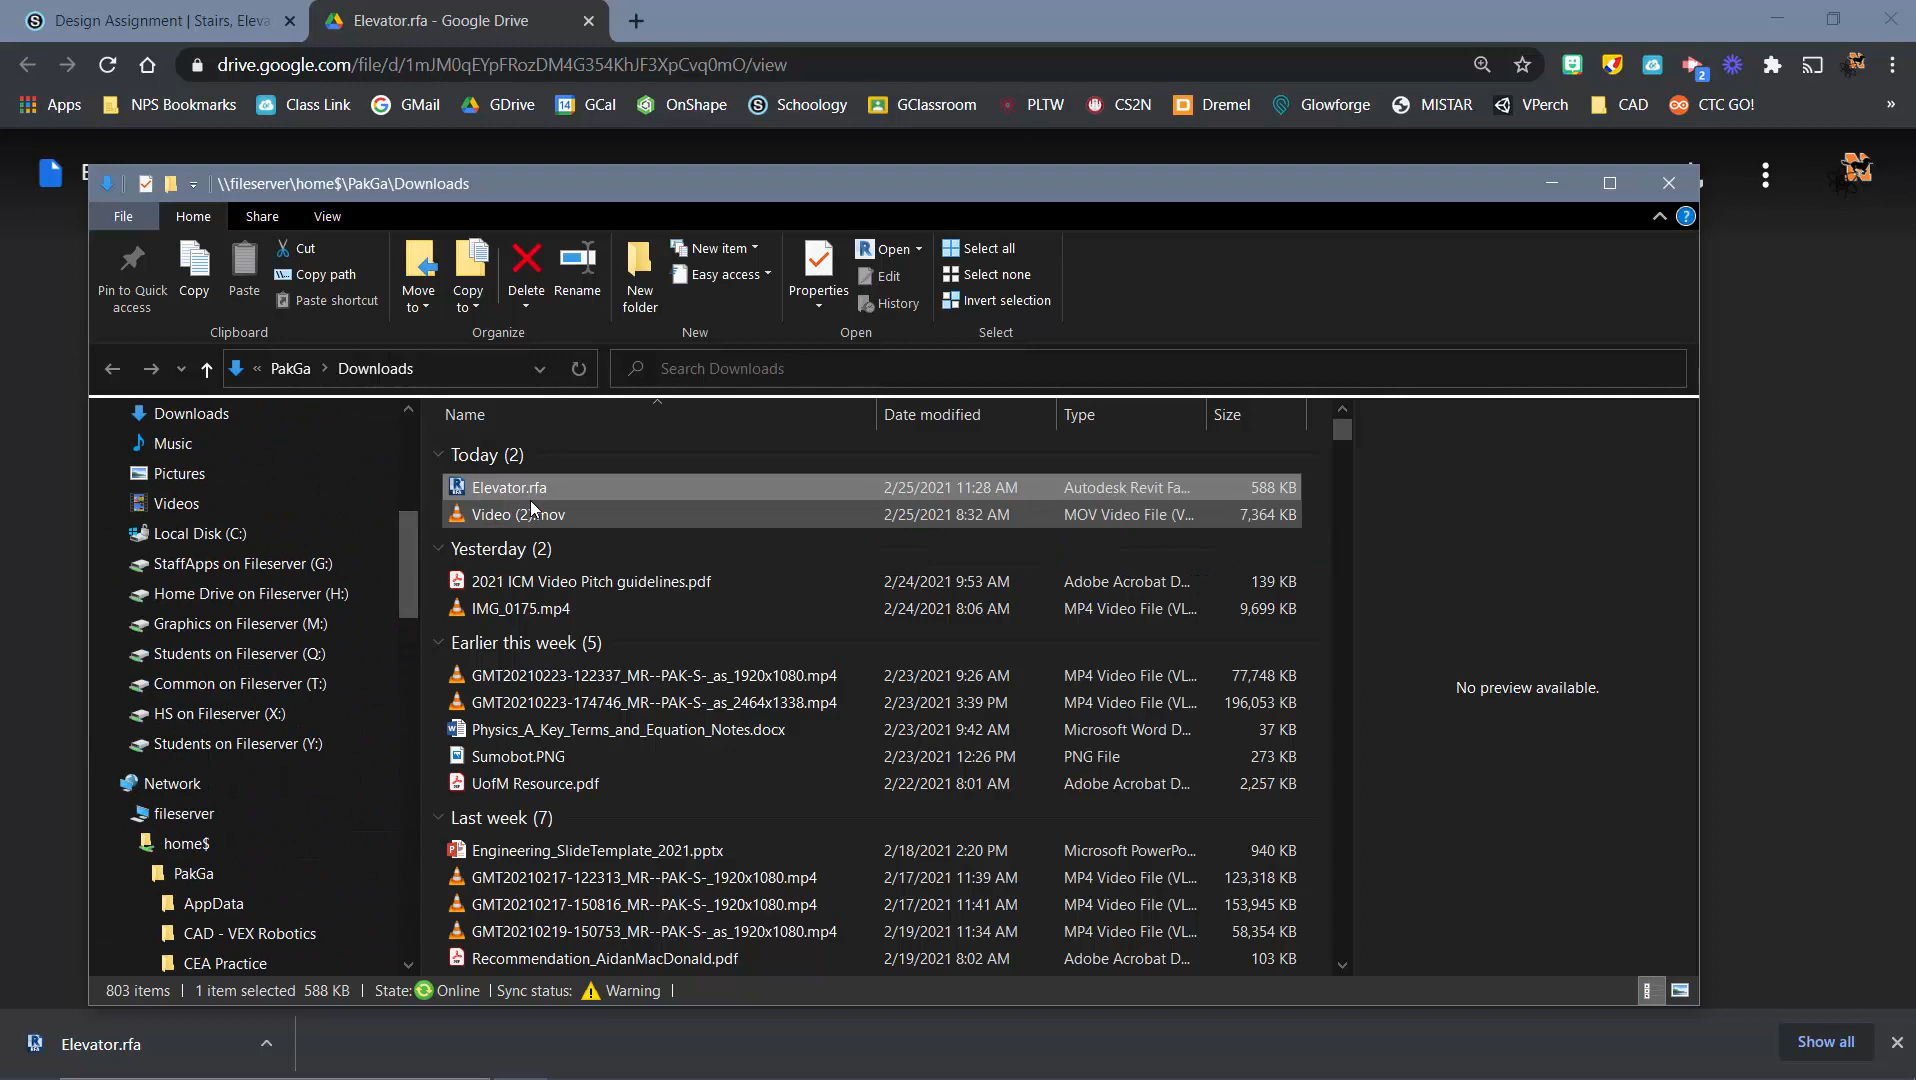 Design Assignment | Stairs, Eleva
Elevator.rfa - Google Drive
drive.google.com/file/d/1mJM0qEYpFRozDM4G354KhJF3XpCvq0mO/view
2
Apps
NPS Bookmarks
Class Link
GMail
GDrive
14
GCal
OnShape
Schoology
GClassroom
PLTW
CS2N
Dremel
Glowforge
MISTAR
VPerch
CAD
CTC GO!
»
\\fileserver\home$\PakGa\Downloads
File
Home
Share
View
Pin to Quick access
Copy
Paste
Cut
Copy path
Paste shortcut
Clipboard
Move to
Copy to
Delete
Rename
Organize
New folder
New item
Easy access
New
Properties
Open
Edit
History
Open
Select all
Select none
Invert selection
Select
« PakGa > Downloads
Search Downloads
Downloads
Music
Pictures
Videos
Local Disk (C:)
StaffApps on Fileserver (G:)
Home Drive on Fileserver (H:)
Graphics on Fileserver (M:)
Students on Fileserver (Q:)
Common on Fileserver (T:)
HS on Fileserver (X:)
Students on Fileserver (Y:)
Network
fileserver
home$
PakGa
AppData
CAD - VEX Robotics
CEA Practice
Name Date modified Type Size
Today (2)
Elevator.rfa 2/25/2021 11:28 AM Autodesk Revit Fa... 588 KB
Video (2).mov 2/25/2021 8:32 AM MOV Video File (V... 7,364 KB
Yesterday (2)
2021 ICM Video Pitch guidelines.pdf 2/24/2021 9:53 AM Adobe Acrobat D... 139 KB
IMG_0175.mp4 2/24/2021 8:06 AM MP4 Video File (VL... 9,699 KB
Earlier this week (5)
GMT20210223-122337_MR--PAK-S-_as_1920x1080.mp4 2/23/2021 9:26 AM MP4 Video File (VL... 77,748 KB
GMT20210223-174746_MR--PAK-S-_as_2464x1338.mp4 2/23/2021 3:39 PM MP4 Video File (VL... 196,053 KB
Physics_A_Key_Terms_and_Equation_Notes.docx 2/23/2021 9:42 AM Microsoft Word D... 37 KB
Sumobot.PNG 2/23/2021 12:26 PM PNG File 273 KB
UofM Resource.pdf 2/22/2021 8:01 AM Adobe Acrobat D... 2,257 KB
Last week (7)
Engineering_SlideTemplate_2021.pptx 2/18/2021 2:20 PM Microsoft PowerPo... 940 KB
GMT20210217-122313_MR--PAK-S-_1920x1080.mp4 2/17/2021 11:39 AM MP4 Video File (VL... 123,318 KB
GMT20210217-150816_MR--PAK-S-_1920x1080.mp4 2/17/2021 11:41 AM MP4 Video File (VL... 153,945 KB
GMT20210219-150753_MR--PAK-S-_as_1920x1080.mp4 2/19/2021 11:34 AM MP4 Video File (VL... 58,354 KB
Recommendation_AidanMacDonald.pdf 2/19/2021 8:02 AM Adobe Acrobat D... 103 KB
No preview available.
803 items 1 item selected 588 KB State: Online Sync status: Warning
Elevator.rfa
Show all